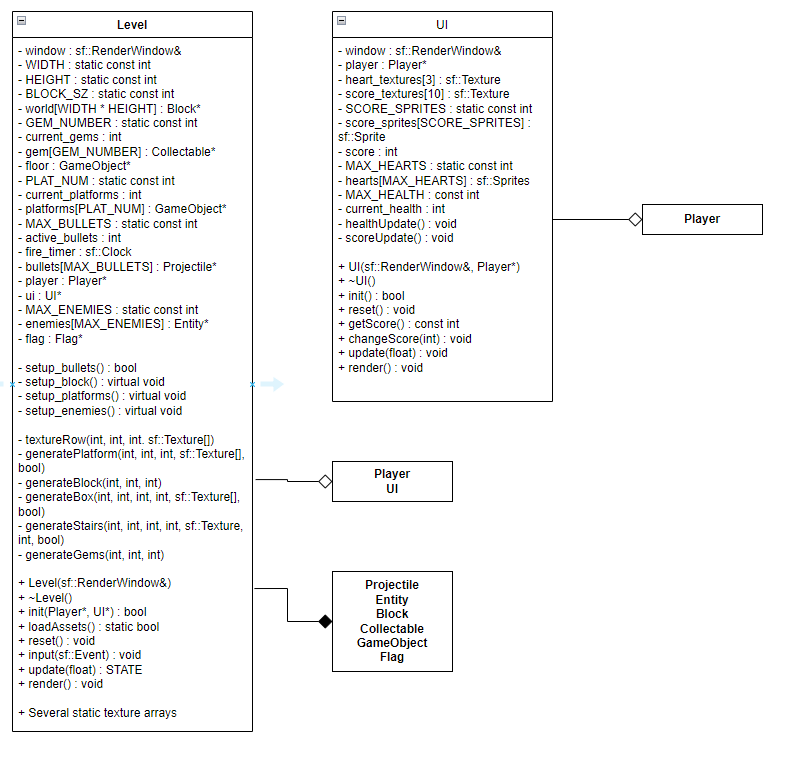 Level
- window : sf::RenderWindow&
- WIDTH : static const int
- HEIGHT : static const int
- BLOCK_SZ : static const int
- world[WIDTH * HEIGHT] : Block*
- GEM_NUMBER : static const int
- current_gems : int
- gem[GEM_NUMBER] : Collectable*
- floor : GameObject*
- PLAT_NUM : static const int
- current_platforms : int
- platforms[PLAT_NUM] : GameObject*
- MAX_BULLETS : static const int
- active_bullets : int
- fire_timer : sf::Clock
- bullets[MAX_BULLETS] : Projectile*
- player : Player*
- ui : UI*
- MAX_ENEMIES : static const int
- enemies[MAX_ENEMIES] : Entity*
- flag : Flag*
- setup_bullets() : bool
- setup_block() : virtual void
- setup_platforms() : virtual void
- setup_enemies() : virtual void
- textureRow(int, int, int. sf::Texture[])
- generatePlatform(int, int, int, sf::Texture[],
bool)
- generateBlock(int, int, int)
- generateBox(int, int, int, int, sf::Texture[],
bool)
- generateStairs(int, int, int, int, sf::Texture,
int, bool)
- generateGems(int, int, int)
+ Level(sf::RenderWindow&)
+ ~Level()
+ init(Player*, UI*) : bool
+ loadAssets() : static bool
+ reset() : void
+ input(sf::Event) : void
+ update(float) : STATE
+ render() : void
+ Several static texture arrays
UI
- window : sf::RenderWindow&
- player : Player*
- heart_textures[3] : sf::Texture
- score_textures[10] : sf::Texture
- SCORE_SPRITES : static const int
- score_sprites[SCORE_SPRITES] :
sf::Sprite
- score : int
- MAX_HEARTS : static const int
- hearts[MAX_HEARTS] : sf::Sprites
- MAX_HEALTH : const int
- current_health : int
- healthUpdate() : void
- scoreUpdate() : void
+ UI(sf::RenderWindow&, Player*)
+ ~UI()
+ init() : bool
+ reset() : void
+ getScore() : const int
+ changeScore(int) : void
+ update(float) : void
+ render() : void
Player
Player
UI
Projectile
Entity
Block
Collectable
GameObject
Flag